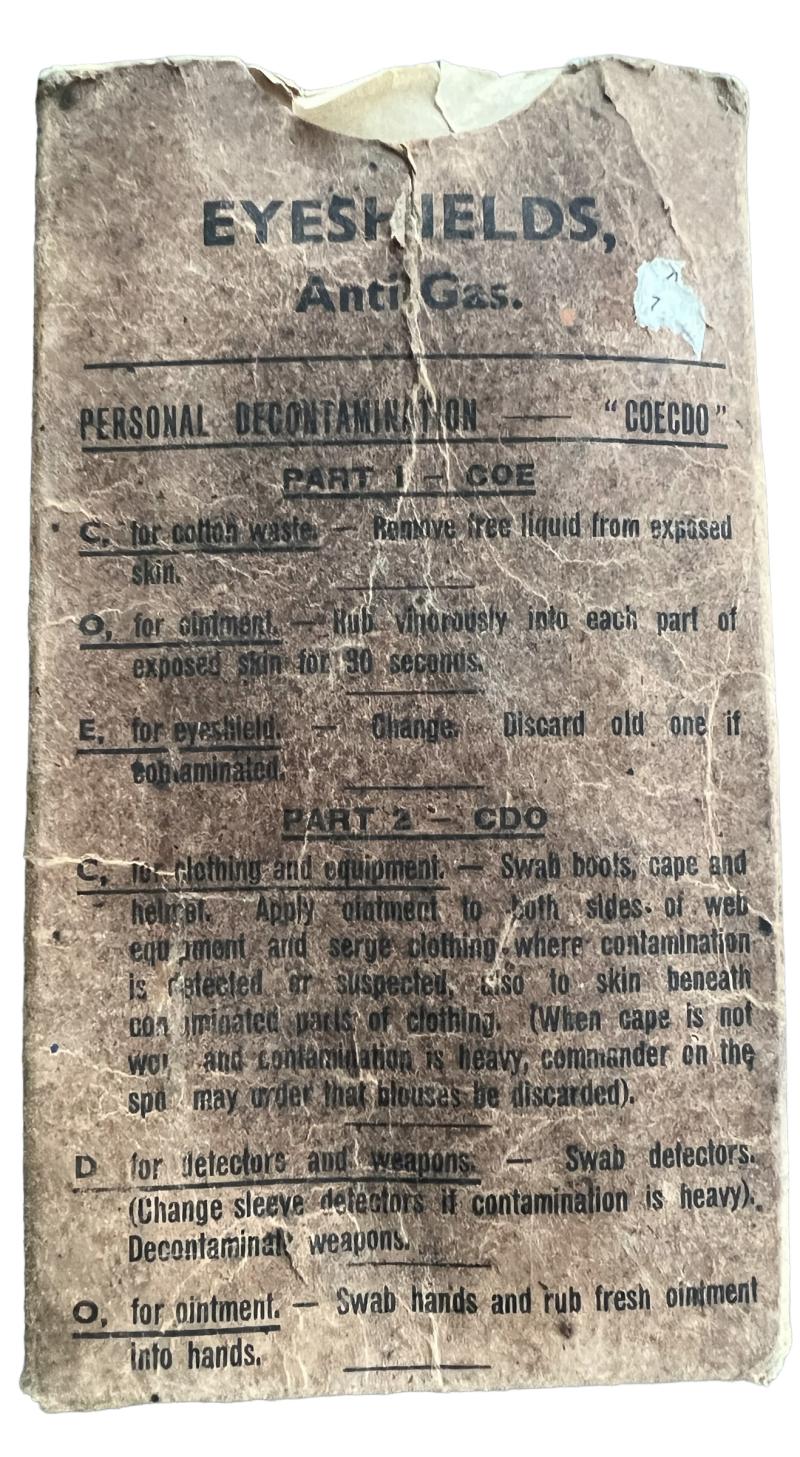 EYESHIELDS,
Anti Gas.
PERSONAL DECONTAMINATION — "COECDO"
PART 1 – COE
C, for cotton waste. — Remove free liquid from exposed
skin.
O, for ointment. — Rub vigorously into each part of
exposed skin for 30 seconds.
E, for eyeshield. — Change. Discard old one if
contaminated.
PART 2 – CDO
C, for clothing and equipment. — Swab boots, cape and
helmet. Apply ointment to both sides of web
equipment and serge clothing where contamination
is detected or suspected, also to skin beneath
contaminated parts of clothing. (When cape is not
worn and contamination is heavy, commander on the
spot may order that blouses be discarded).
D for detectors and weapons. — Swab detectors.
(Change sleeve detectors if contamination is heavy).
Decontaminate weapons.
O, for ointment. — Swab hands and rub fresh ointment
into hands.